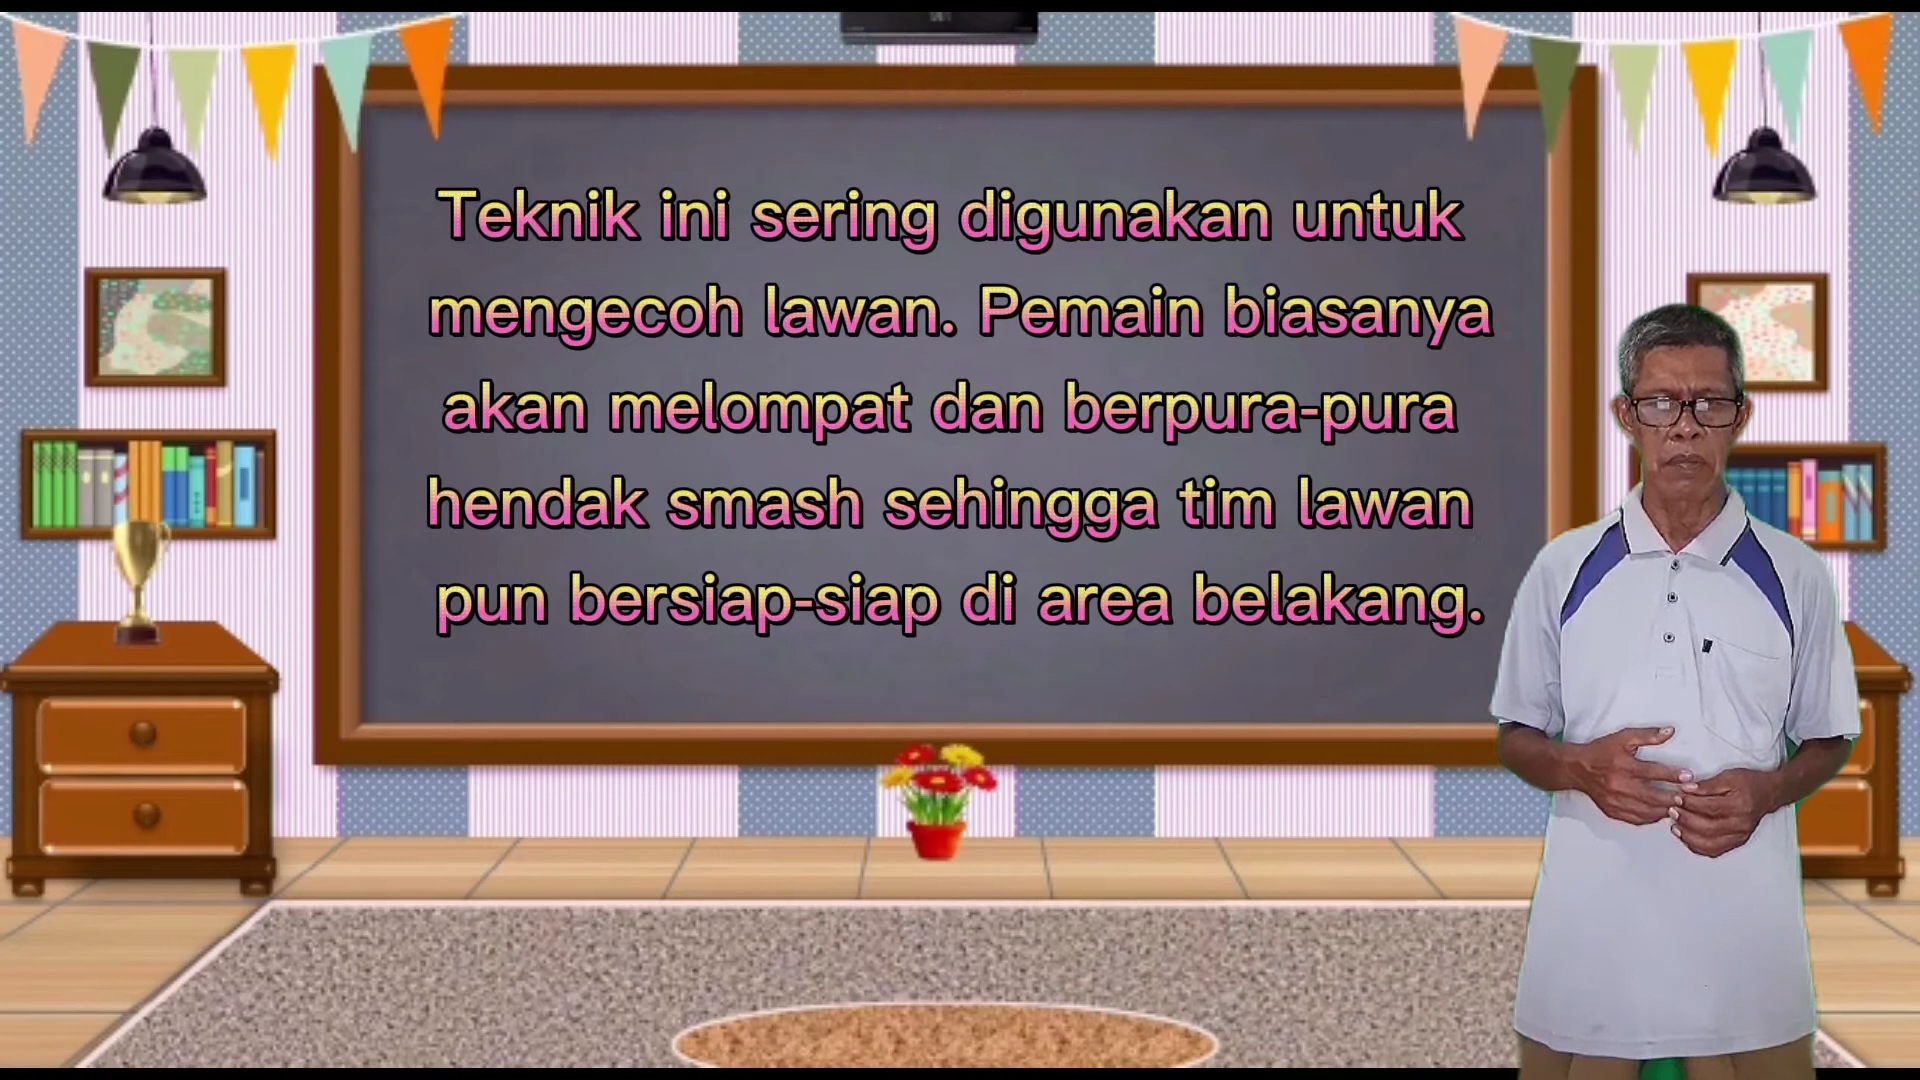 Teknik ini sering digunakan untuk
mengecoh lawan. Pemain biasanya
akan melompat dan berpura-pura
hendak smash sehingga tim lawan
pun bersiap-siap di area belakang.